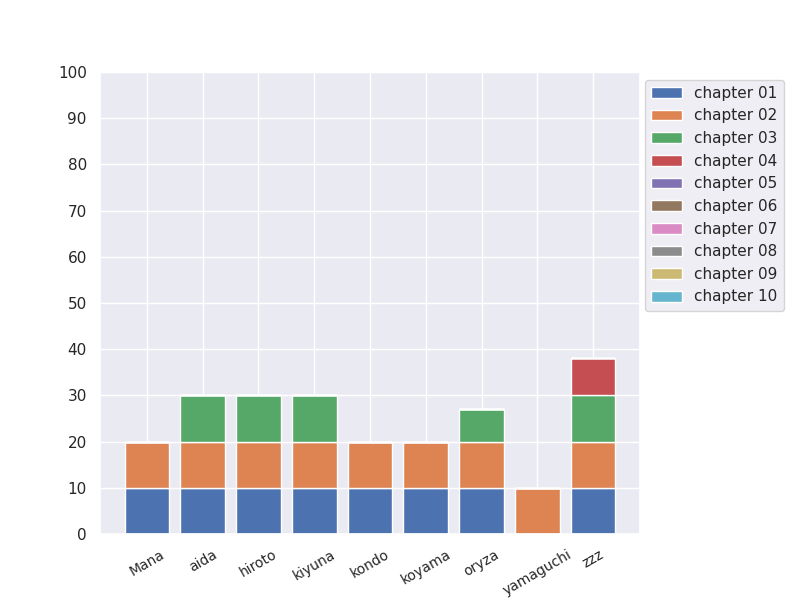 100
90
80
70
60
50
40
30
20
10
0
Mana
aida
hiroto
kiyuna
kondo
koyama
oryza
yamaguchi
zzz
chapter 01
chapter 02
chapter 03
chapter 04
chapter 05
chapter 06
chapter 07
chapter 08
chapter 09
chapter 10